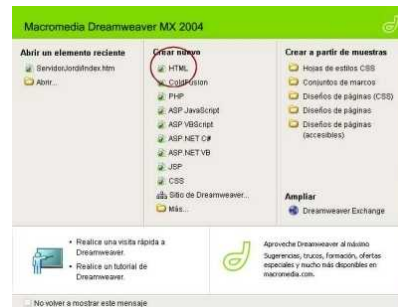 Macromedia Dreamweaver MX 2004
Abrir un elemento reciente
ServidorJordi/index.htm
Abrir...
Crear nuevo
HTML
ColdFusion
PHP
ASP JavaScript
ASP VBScript
ASP.NET C#
ASP.NET VB
JSP
CSS
Sitio de Dreamweaver...
Más...
Crear a partir de muestras
Hojas de estilos CSS
Conjuntos de marcos
Diseños de páginas (CSS)
Diseños de páginas
Diseños de páginas
(accesibles)
Ampliar
Dreamweaver Exchange
• Realice una visita rápida a
Dreamweaver.
• Realice un tutorial de
Dreamweaver.
Aproveche Dreamweaver al máximo
Sugerencias, trucos, formación, ofertas
especiales y mucho más disponibles en
macromedia.com.
No volver a mostrar este mensaje